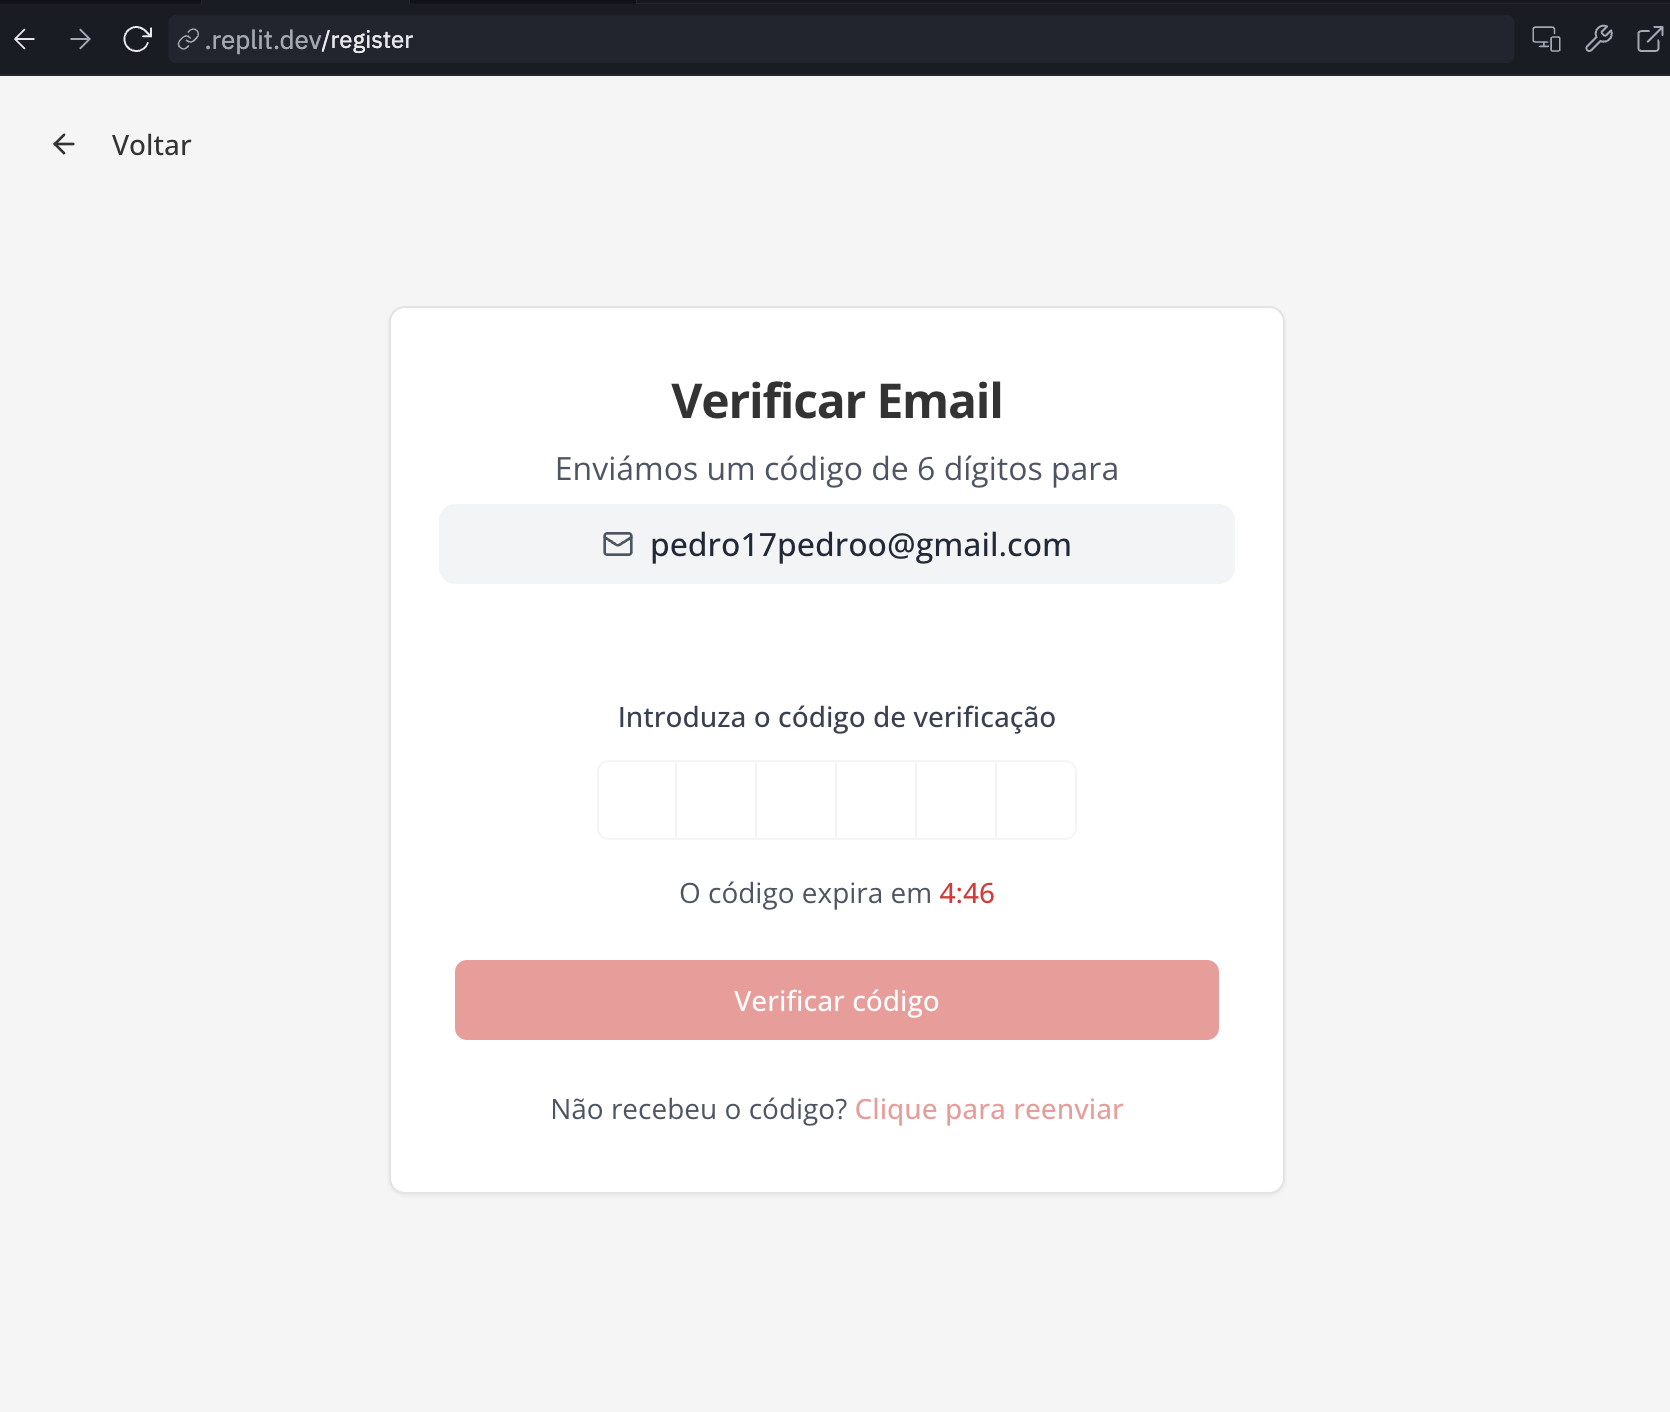 .replit.dev/register
Voltar
Verificar Email
Enviámos um código de 6 dígitos para
pedro17pedroo@gmail.com
Introduza o código de verificação
O código expira em 4:46
Verificar código
Não recebeu o código? Clique para reenviar